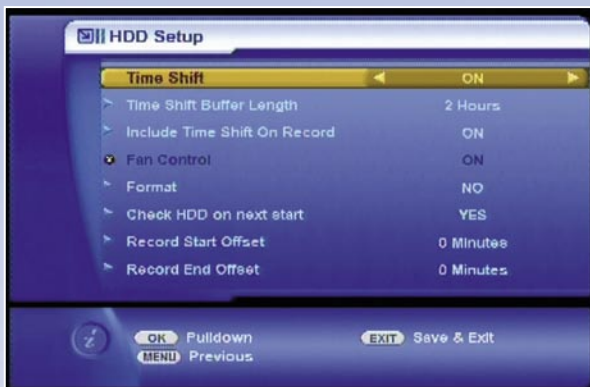 HDD Setup
Time Shift ON
Time Shift Buffer Length 2 Hours
Include Time Shift On Record ON
Fan Control ON
Format NO
Check HDD on next start YES
Record Start Offset 0 Minutes
Record End Offset 0 Minutes
i OK Pulldown EXIT Save & Exit
MENU Previous